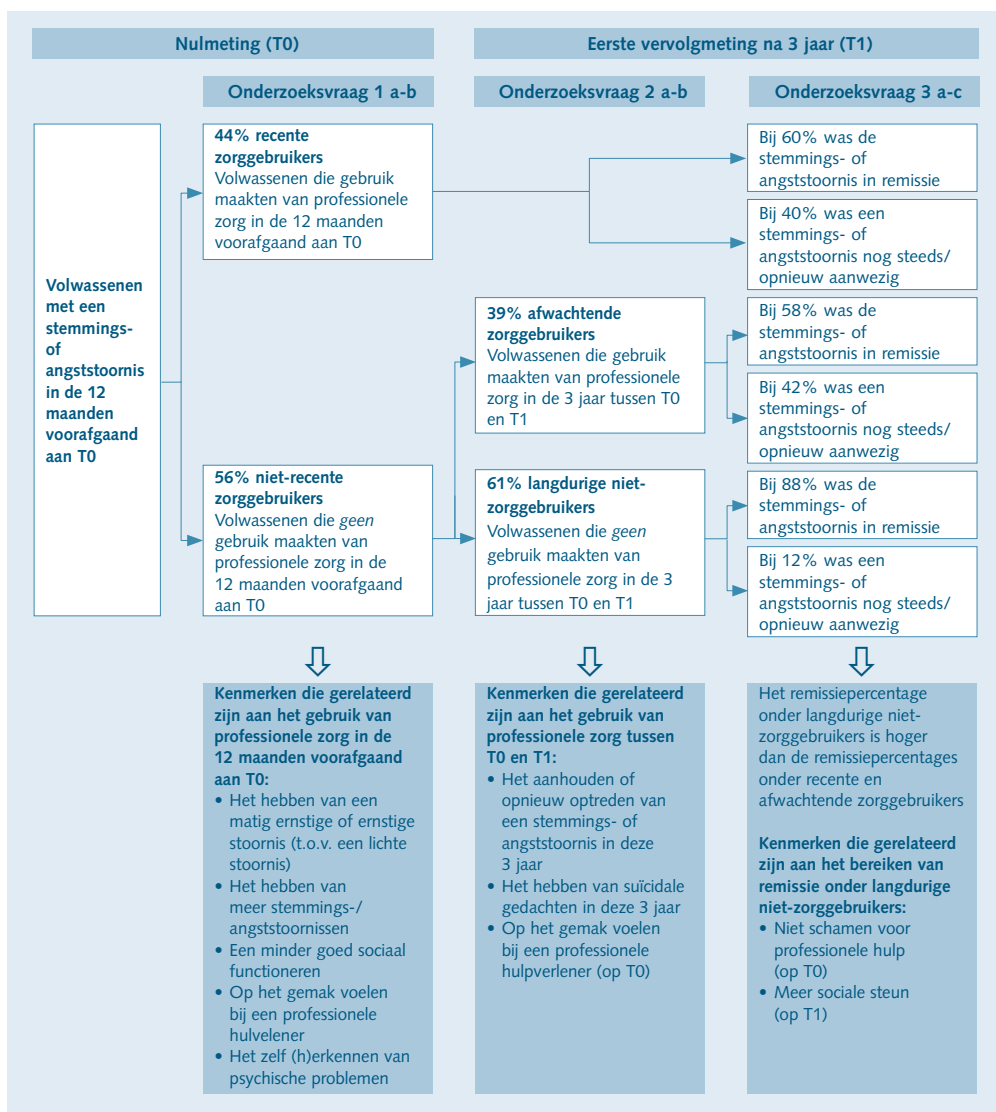 Nulmeting (T0)
Eerste vervolgmeting na 3 jaar (T1)
Onderzoeksvraag 1 a-b
Onderzoeksvraag 2 a-b
Onderzoeksvraag 3 a-c
Volwassenen
met een
stemmings-
of
angststoornis
in de 12
maanden
voorafgaand
aan T0
44% recente
zorggebruikers
Volwassenen die gebruik
maakten van professionele
zorg in de 12 maanden
voorafgaand aan T0
56% niet-recente
zorggebruikers
Volwassenen die geen
gebruik maakten van
professionele zorg in de
12 maanden voorafgaand
aan T0
39% afwachtende
zorggebruikers
Volwassenen die gebruik
maakten van professionele
zorg in de 3 jaar tussen T0
en T1
61% langdurige niet-
zorggebruikers
Volwassenen die geen
gebruik maakten van
professionele zorg in de 3
jaar tussen T0 en T1
Bij 60% was de
stemmings- of
angststoornis in remissie
Bij 40% was een
stemmings- of
angststoornis nog steeds/
opnieuw aanwezig
Bij 58% was de
stemmings- of
angststoornis in remissie
Bij 42% was een
stemmings- of
angststoornis nog steeds/
opnieuw aanwezig
Bij 88% was de
stemmings- of
angststoornis in remissie
Bij 12% was een
stemmings- of
angststoornis nog steeds/
opnieuw aanwezig
Kenmerken die gerelateerd
zijn aan het gebruik van
professionele zorg in de
12 maanden voorafgaand
aan T0:
• Het hebben van een
matig ernstige of ernstige
stoornis (t.o.v. een lichte
stoornis)
• Het hebben van
meer stemmings-/
angststoornissen
• Een minder goed sociaal
functioneren
• Op het gemak voelen
bij een professionele
hulvelener
• Het zelf (h)erkennen van
psychische problemen
Kenmerken die gerelateerd
zijn aan het gebruik van
professionele zorg tussen
T0 en T1:
• Het aanhouden of
opnieuw optreden van
een stemmings- of
angststoornis in deze
3 jaar
• Het hebben van suïcidale
gedachten in deze 3 jaar
• Op het gemak voelen
bij een professionele
hulpverlener (op T0)
Het remissiepercentage
onder langdurige niet-
zorggebruikers is hoger
dan de remissiepercentages
onder recente en
afwachtende zorggebruikers
Kenmerken die gerelateerd
zijn aan het bereiken van
remissie onder langdurige
niet-zorggebruikers:
• Niet schamen voor
professionele hulp
(op T0)
• Meer sociale steun
(op T1)